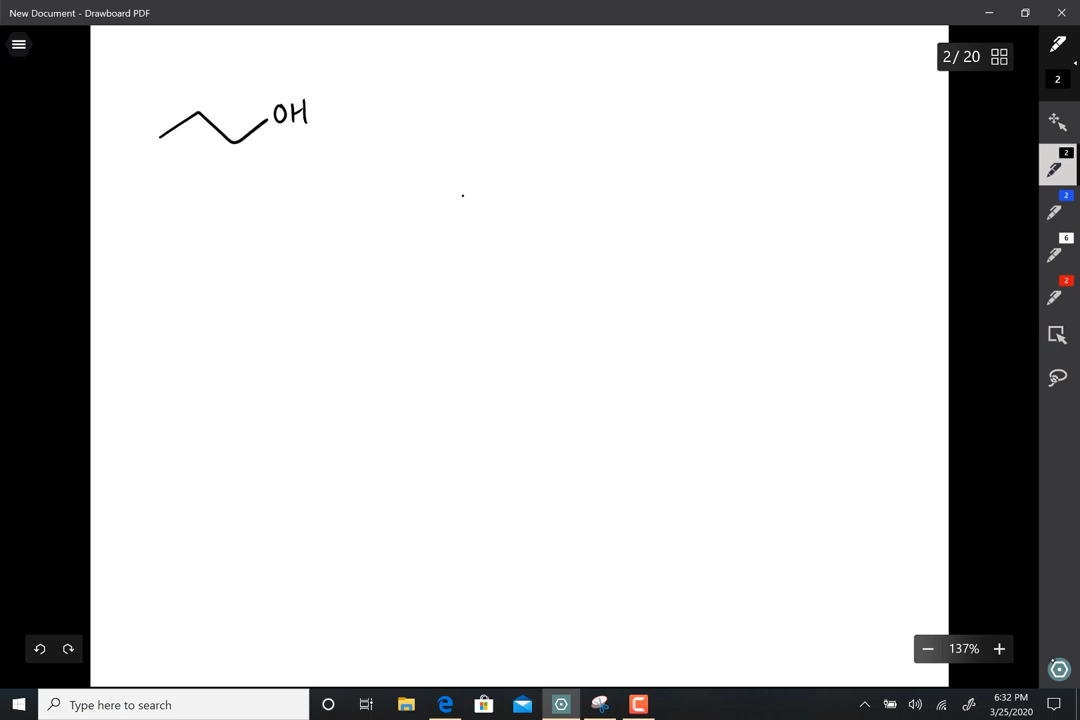 New Document - Drawboard PDF
2 / 20
2
OH
2
2
6
2
137%
Type here to search
6:32 PM
3/25/2020